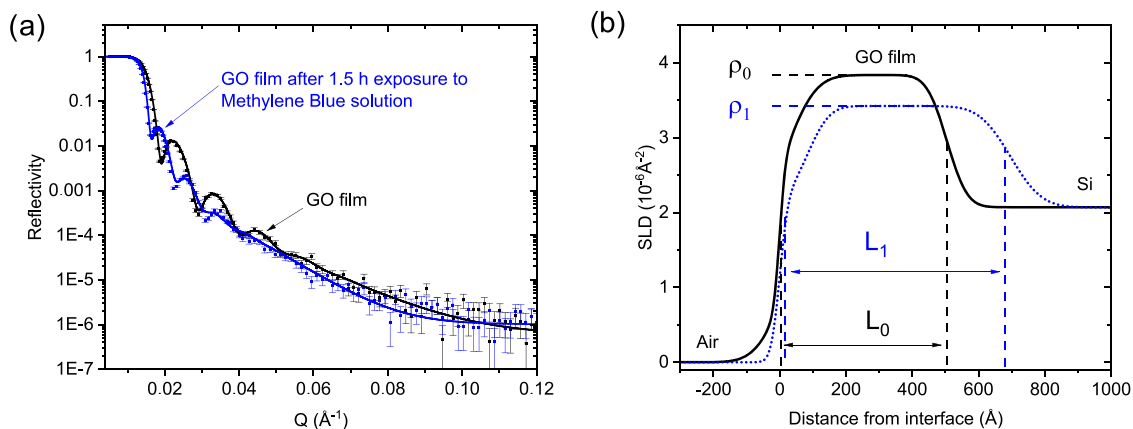 (a)
1
0.1
0.01
0.001
1E-4
1E-5
1E-6
1E-7
Reflectivity
GO film after 1.5 h exposure to
Methylene Blue solution
GO film
0.02
0.04
0.06
0.08
0.10
0.12
Q (Å⁻¹)
(b)
ρ₀
ρ₁
GO film
Si
Air
L₁
L₀
0
1
2
3
4
SLD (10⁻⁶Å⁻²)
-200
0
200
400
600
800
1000
Distance from interface (Å)